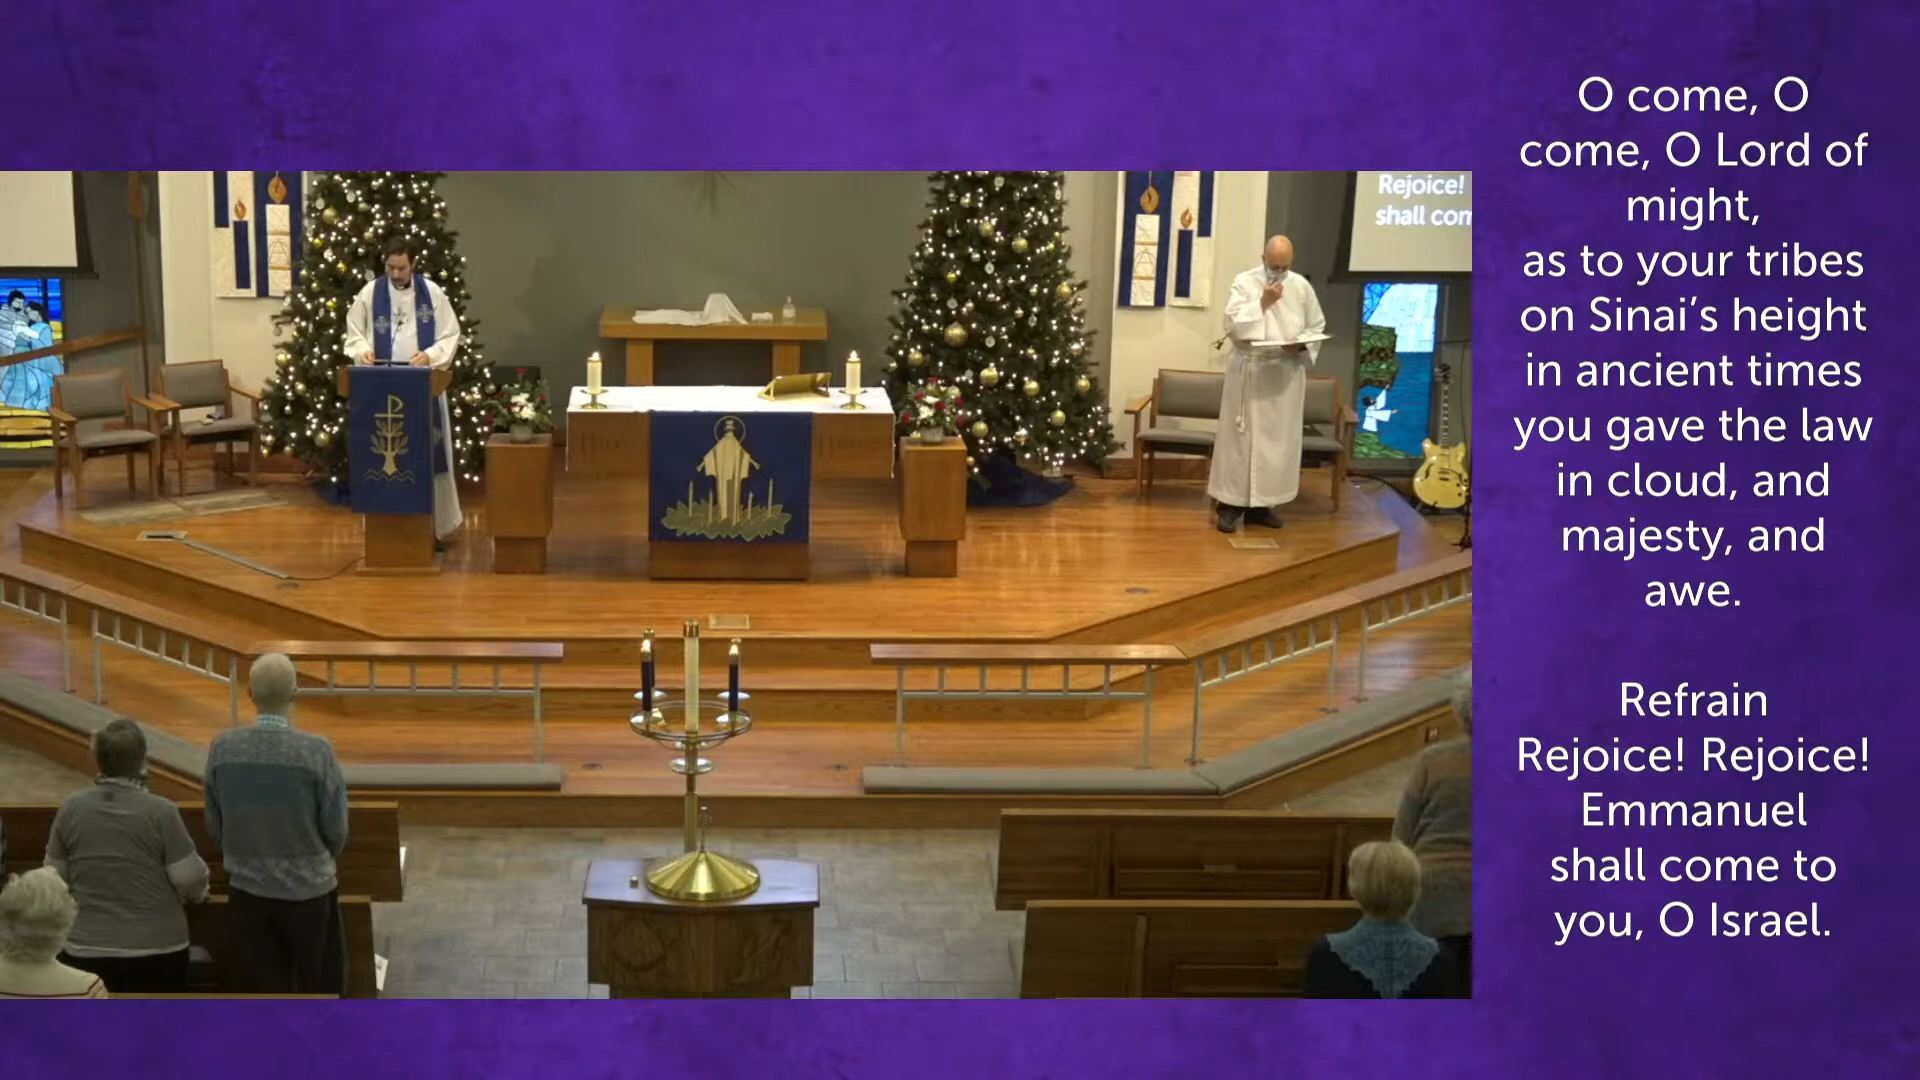 Rejoice!
shall com
O come, O
come, O Lord of
might,
as to your tribes
on Sinai’s height
in ancient times
you gave the law
in cloud, and
majesty, and
awe.
Refrain
Rejoice! Rejoice!
Emmanuel
shall come to
you, O Israel.